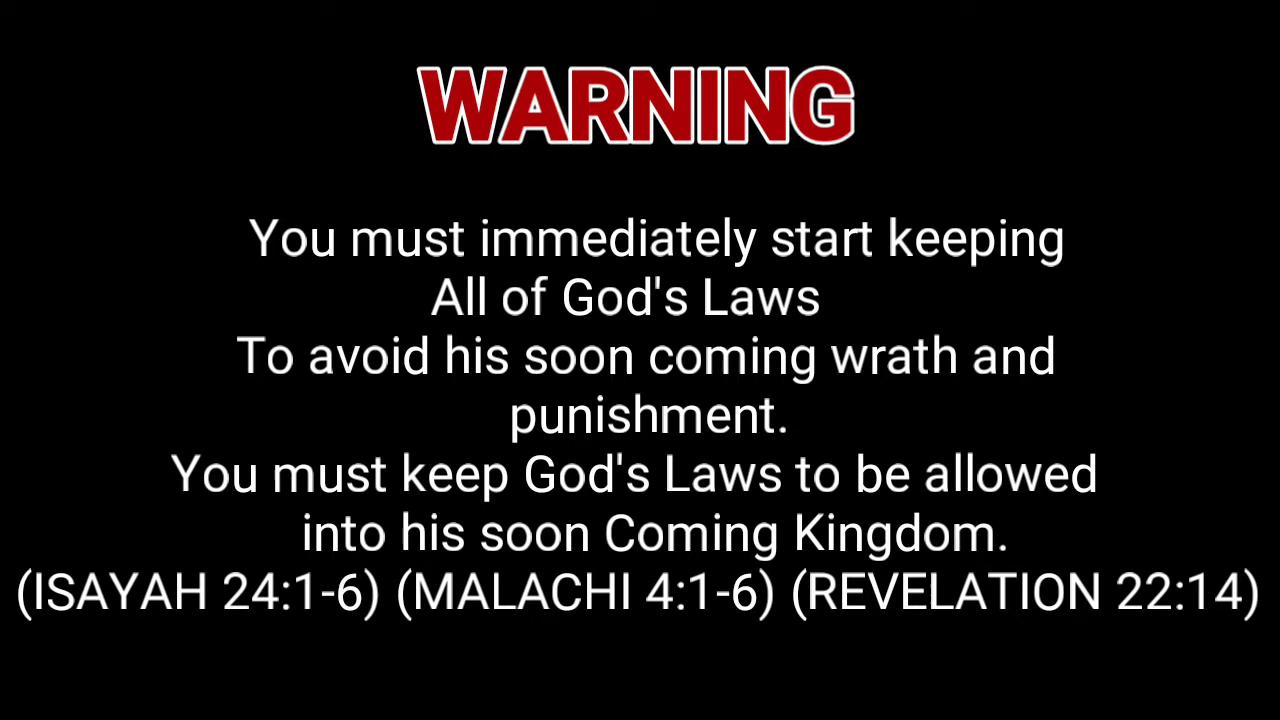 WARNING
You must immediately start keeping
All of God's Laws
To avoid his soon coming wrath and
punishment.
You must keep God's Laws to be allowed
into his soon Coming Kingdom.
(ISAYAH 24:1-6) (MALACHI 4:1-6) (REVELATION 22:14)